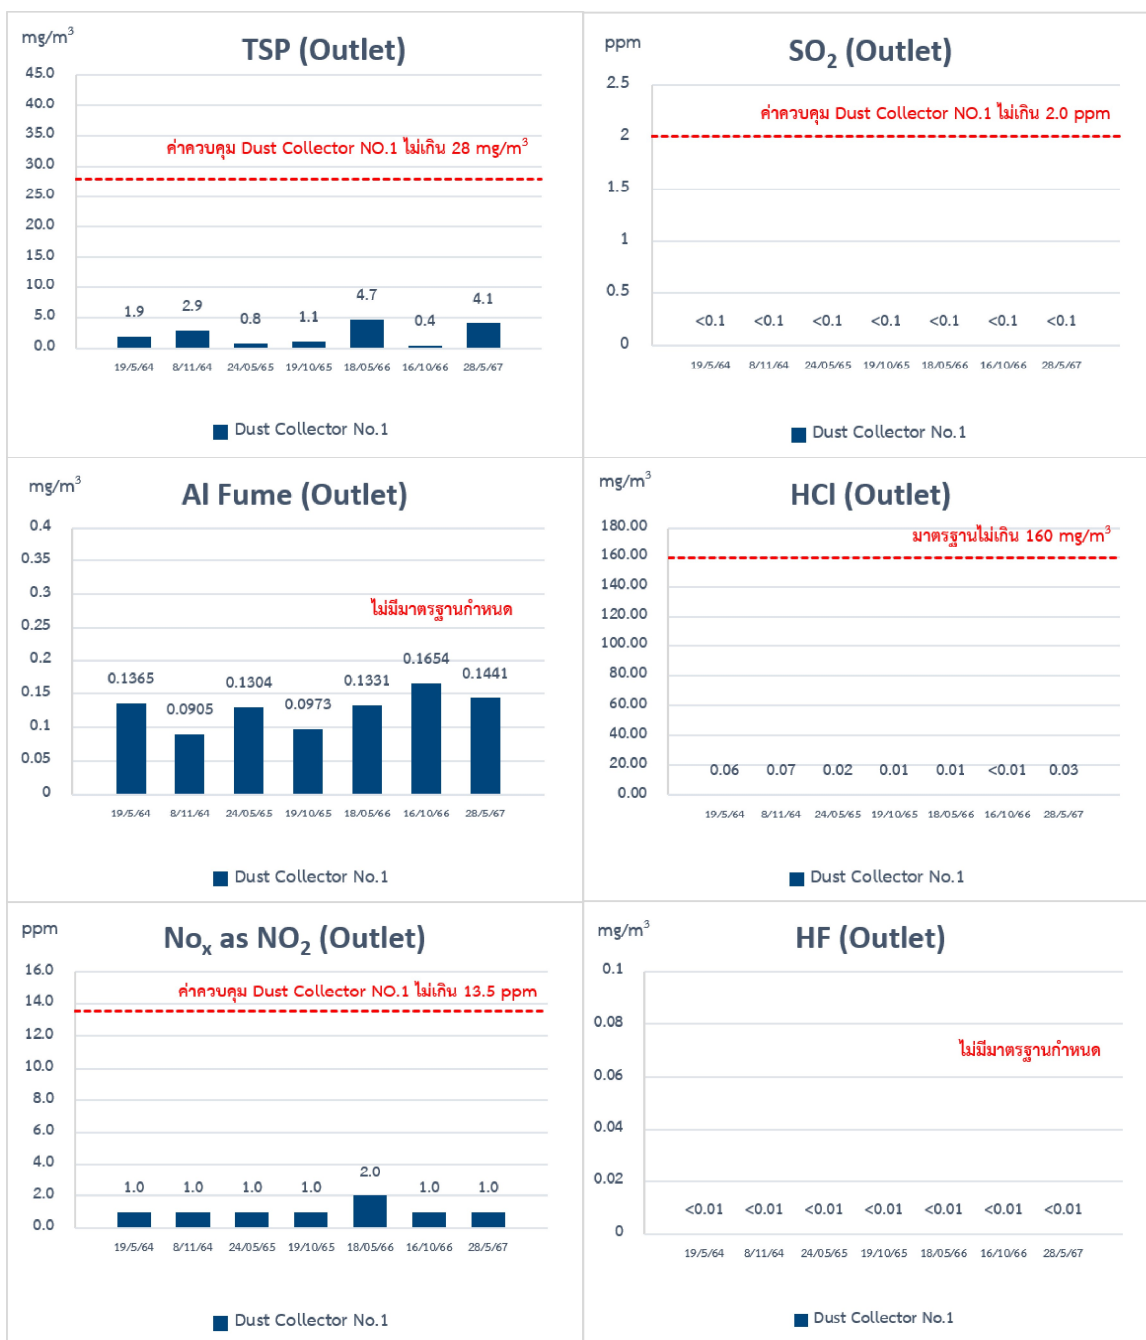 mg/m³
TSP (Outlet)
45.0
40.0
35.0
ค่าควบคุม Dust Collector NO.1 ไม่เกิน 28 mg/m³
30.0
25.0
20.0
15.0
10.0
5.0
0.0
1.9 2.9 0.8 1.1 4.7 0.4 4.1
19/5/64 8/11/64 24/05/65 19/10/65 18/05/66 16/10/66 28/5/67
Dust Collector No.1
ppm
SO₂ (Outlet)
2.5
ค่าควบคุม Dust Collector NO.1 ไม่เกิน 2.0 ppm
2
1.5
1
0.5
0
<0.1 <0.1 <0.1 <0.1 <0.1 <0.1 <0.1
19/5/64 8/11/64 24/05/65 19/10/65 18/05/66 16/10/66 28/5/67
Dust Collector No.1
mg/m³
Al Fume (Outlet)
0.4
0.35
0.3
ไม่มีมาตรฐานกำหนด
0.25
0.2
0.15
0.1
0.05
0
0.1365 0.0905 0.1304 0.0973 0.1331 0.1654 0.1441
19/5/64 8/11/64 24/05/65 19/10/65 18/05/66 16/10/66 28/5/67
Dust Collector No.1
mg/m³
HCl (Outlet)
180.00
มาตรฐานไม่เกิน 160 mg/m³
160.00
140.00
120.00
100.00
80.00
60.00
40.00
20.00
0.00
0.06 0.07 0.02 0.01 0.01 <0.01 0.03
19/5/64 8/11/64 24/05/65 19/10/65 18/05/66 16/10/66 28/5/67
Dust Collector No.1
ppm
Noₓ as NO₂ (Outlet)
16.0
ค่าควบคุม Dust Collector NO.1 ไม่เกิน 13.5 ppm
14.0
12.0
10.0
8.0
6.0
4.0
2.0
0.0
1.0 1.0 1.0 1.0 2.0 1.0 1.0
19/5/64 8/11/64 24/05/65 19/10/65 18/05/66 16/10/66 28/5/67
Dust Collector No.1
mg/m³
HF (Outlet)
0.1
0.08
ไม่มีมาตรฐานกำหนด
0.06
0.04
0.02
0
<0.01 <0.01 <0.01 <0.01 <0.01 <0.01 <0.01
19/5/64 8/11/64 24/05/65 19/10/65 18/05/66 16/10/66 28/5/67
Dust Collector No.1